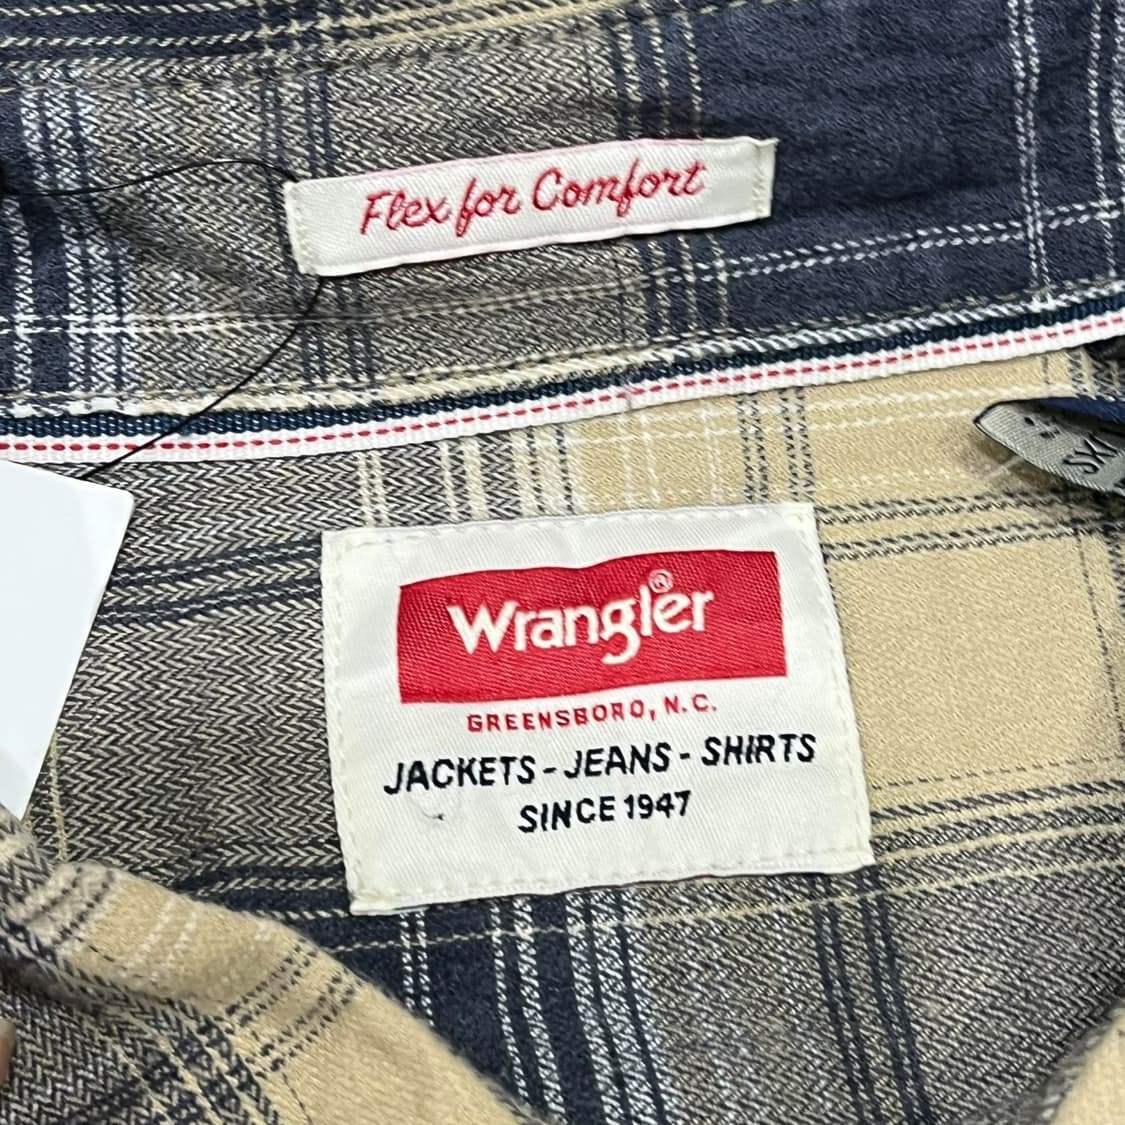 Flex for Comfort
Wrangler®
GREENSBORO, N.C.
JACKETS - JEANS - SHIRTS
SINCE 1947